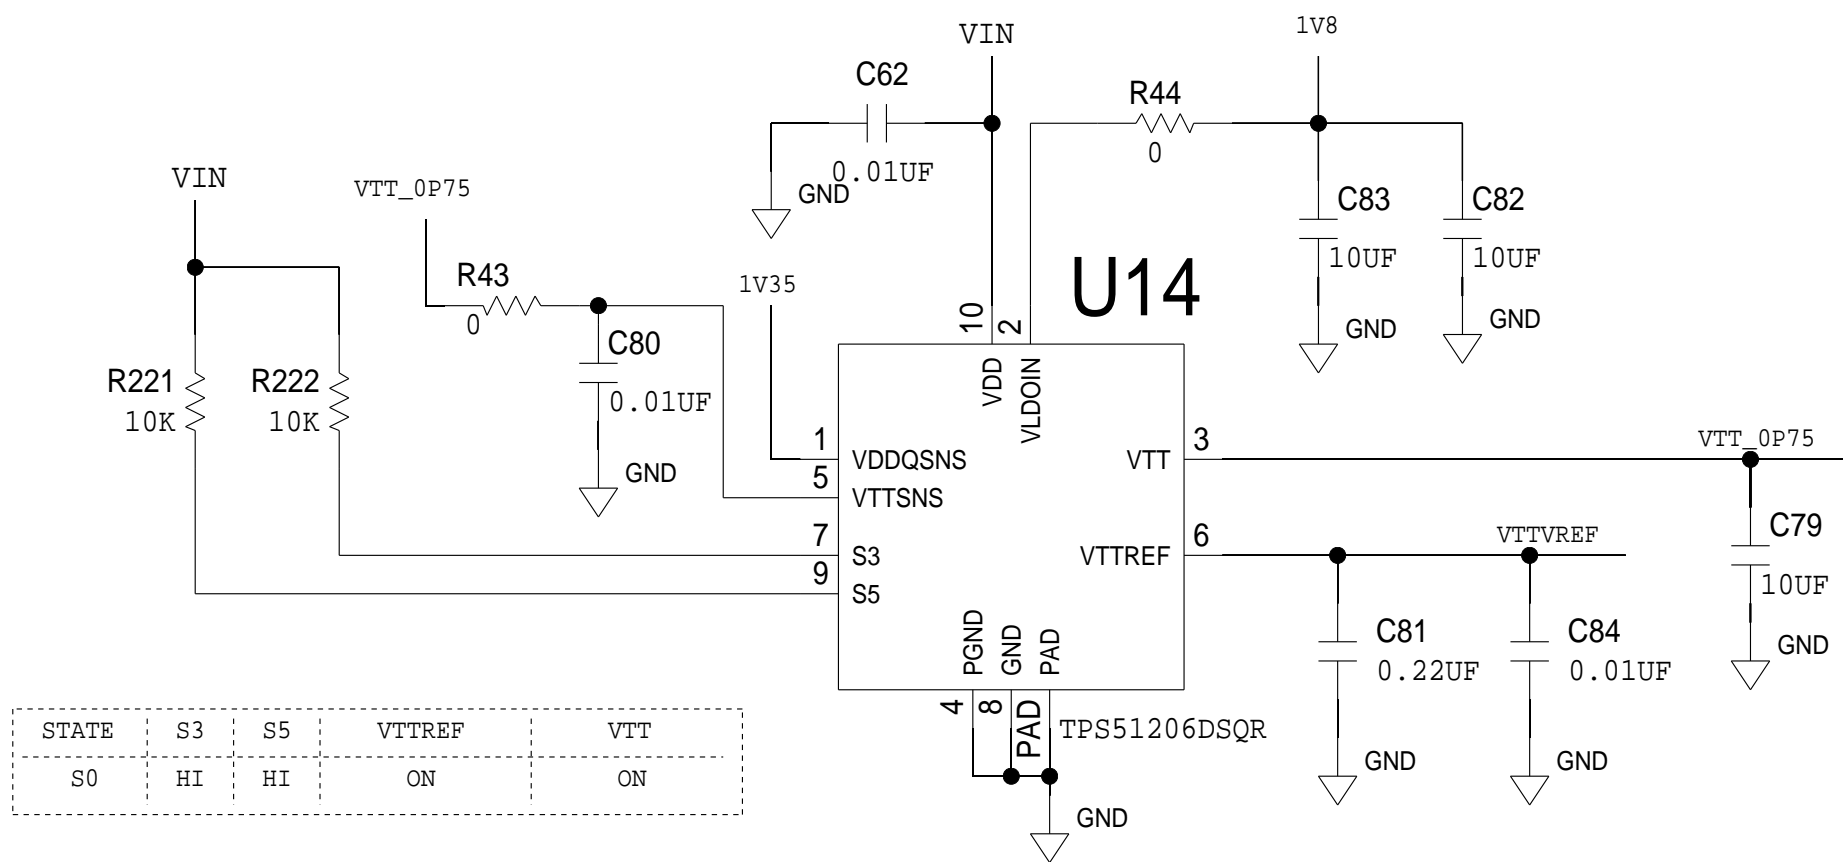 VIN
1V8
C62
R44
0.01UF
0
GND
VIN
VTT_0P75
C83
C82
10UF
10UF
R43
1V35
U14
0
10
2
GND
GND
C80
R221
R222
0.01UF
10K
10K
VDD
VLDOIN
GND
1
VDDQSNS
VTT
3
VTT_0P75
5
VTTSNS
7
S3
VTTREF
6
VTTVREF
C79
9
S5
10UF
PGND
GND
PAD
C81
C84
GND
0.22UF
0.01UF
4
8
PAD
TPS51206DSQR
STATE S3 S5 VTTREF VTT
S0 HI HI ON ON
GND
GND
GND